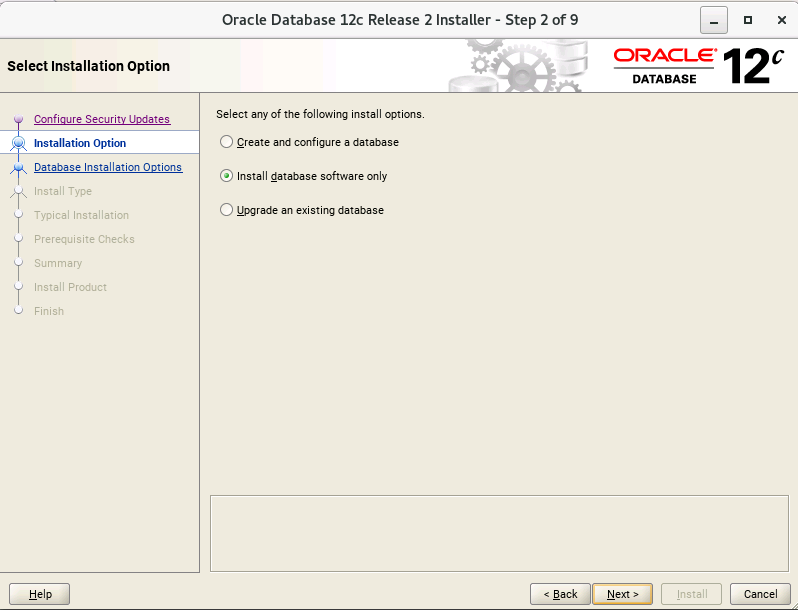 Oracle Database 12c Release 2 Installer - Step 2 of 9
Select Installation Option
ORACLE®
DATABASE
12c
Configure Security Updates
Installation Option
Database Installation Options
Install Type
Typical Installation
Prerequisite Checks
Summary
Install Product
Finish
Select any of the following install options.
Create and configure a database
Install database software only
Upgrade an existing database
Help
< Back
Next >
Install
Cancel